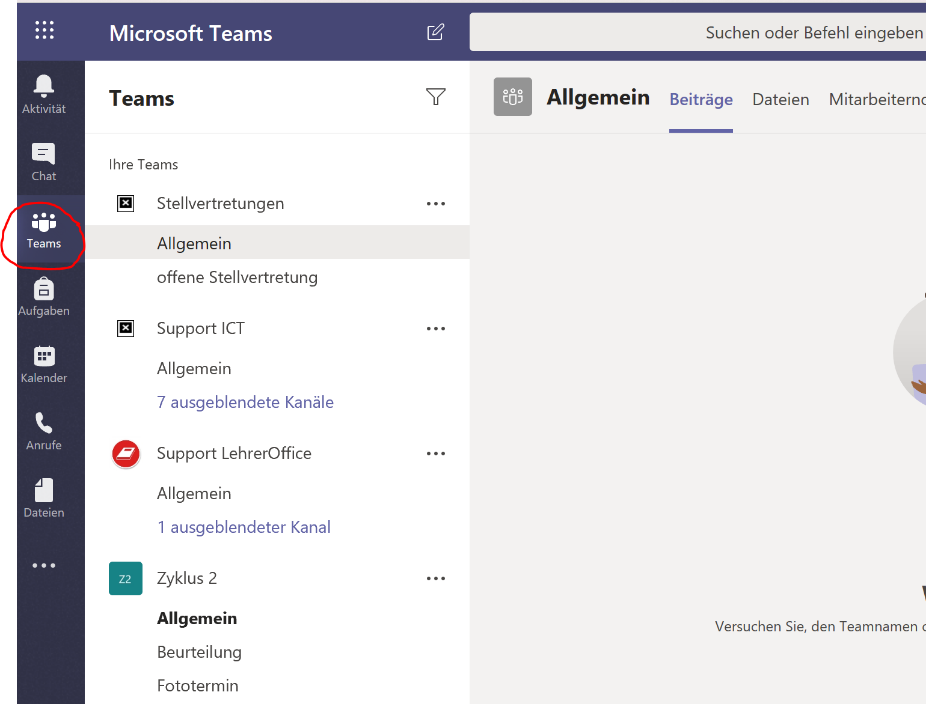 Microsoft Teams
Suchen oder Befehl eingeben
Aktivität
Chat
Teams
Aufgaben
Kalender
Anrufe
Dateien
Teams
Ihre Teams
Stellvertretungen
Allgemein
offene Stellvertretung
Support ICT
Allgemein
7 ausgeblendete Kanäle
Support LehrerOffice
Allgemein
1 ausgeblendeter Kanal
Z2 Zyklus 2
Allgemein
Beurteilung
Fototermin
Allgemein Beiträge Dateien Mitarbeiterno
Versuchen Sie, den Teamnamen